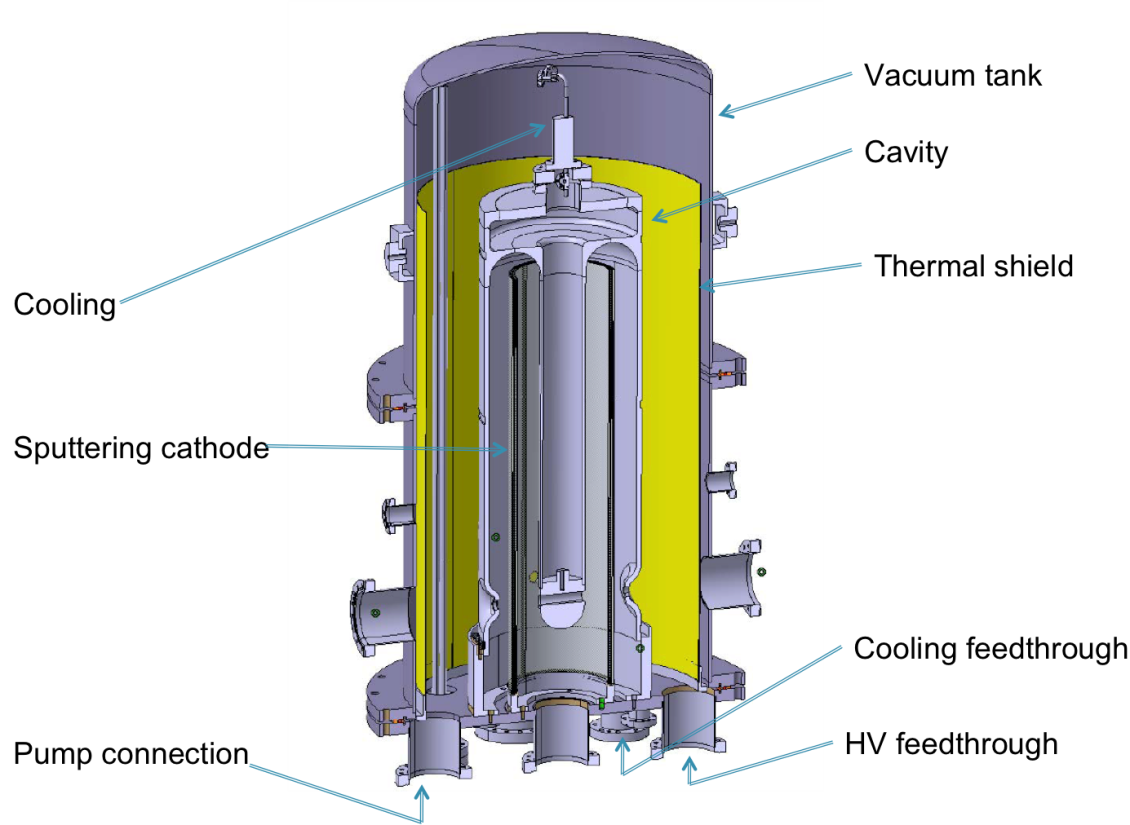 Vacuum tank
Cavity
Thermal shield
Cooling
Sputtering cathode
Cooling feedthrough
HV feedthrough
Pump connection